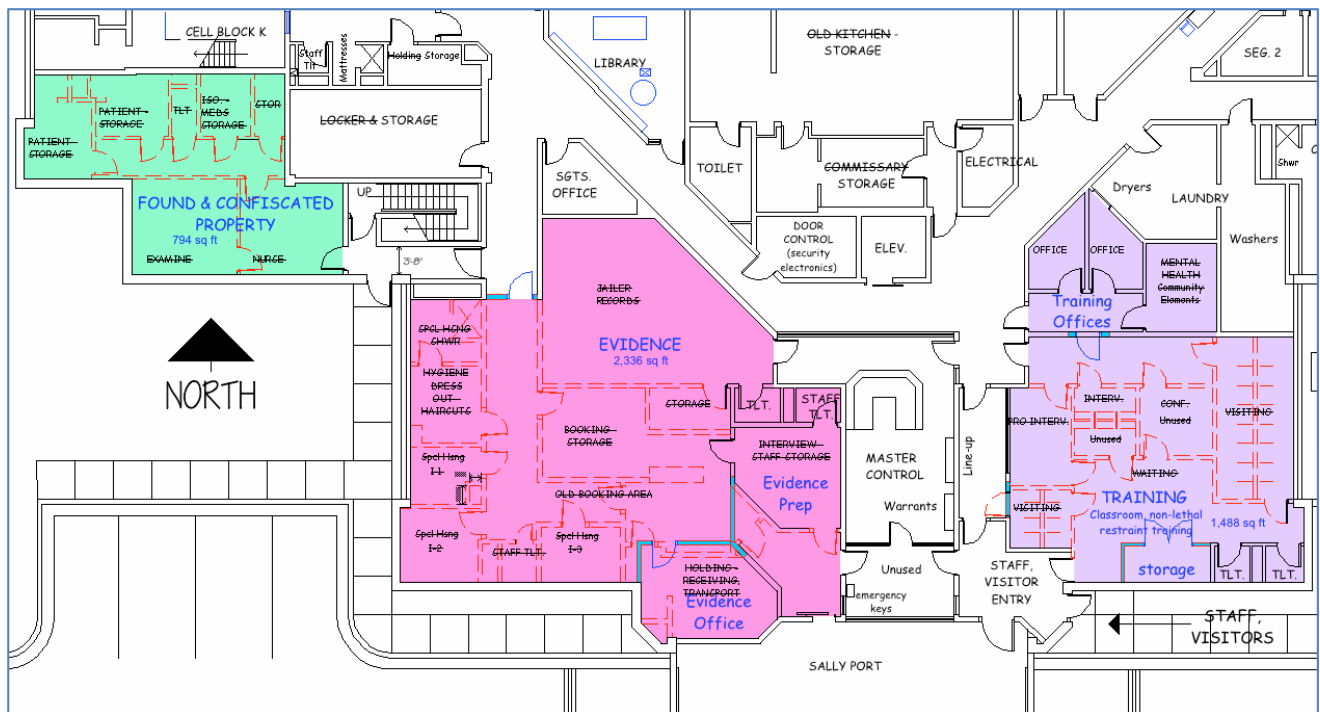 CELL BLOCK K
Staff
Tlt
Mattresses
Holding Storage
LIBRARY
OLD KITCHEN -
STORAGE
SEG. 2
PATIENT -
STORAGE
TLT
ISO. -
MEDS
STORAGE
STOR
LOCKER & STORAGE
PATIENT -
STORAGE
FOUND & CONFISCATED
PROPERTY
794 sq ft
EXAMINE
NURCE
UP
3'-8"
SGTS.
OFFICE
TOILET
COMMISSARY
STORAGE
ELECTRICAL
DOOR
CONTROL
(security
electronics)
ELEV.
Dryers
LAUNDRY
Washers
Shwr
OFFICE
OFFICE
MENTAL
HEALTH
Community
Elomonts
Training
Offices
NORTH
JAILER
RECORDS
EVIDENCE
2,336 sq ft
SPCL HSNG
SHWR
HYGIENE
DRESS
OUT
HAIRCUTS
STORAGE
BOOKING
STORAGE
Spcl Hsng
I-1
OLD BOOKING AREA
Spcl Hsng
I-2
STAFF TLT.
Spcl Hsng
I-3
TLT.
STAFF
TLT.
INTERVIEW
STAFF STORAGE
Evidence
Prep
HOLDING -
RECEIVING,
TRANSPORT
Evidence
Office
MASTER
CONTROL
Warrants
Line-up
Unused
emergency
keys
STAFF,
VISITOR
ENTRY
PRO INTERV.
INTERV.
CONF.
Unused
Unused
VISITING
WAITING
VISITING
TRAINING
Classroom, non-lethal
restraint training
1,488 sq ft
storage
TLT.
TLT.
STAFF,
VISITORS
SALLY PORT